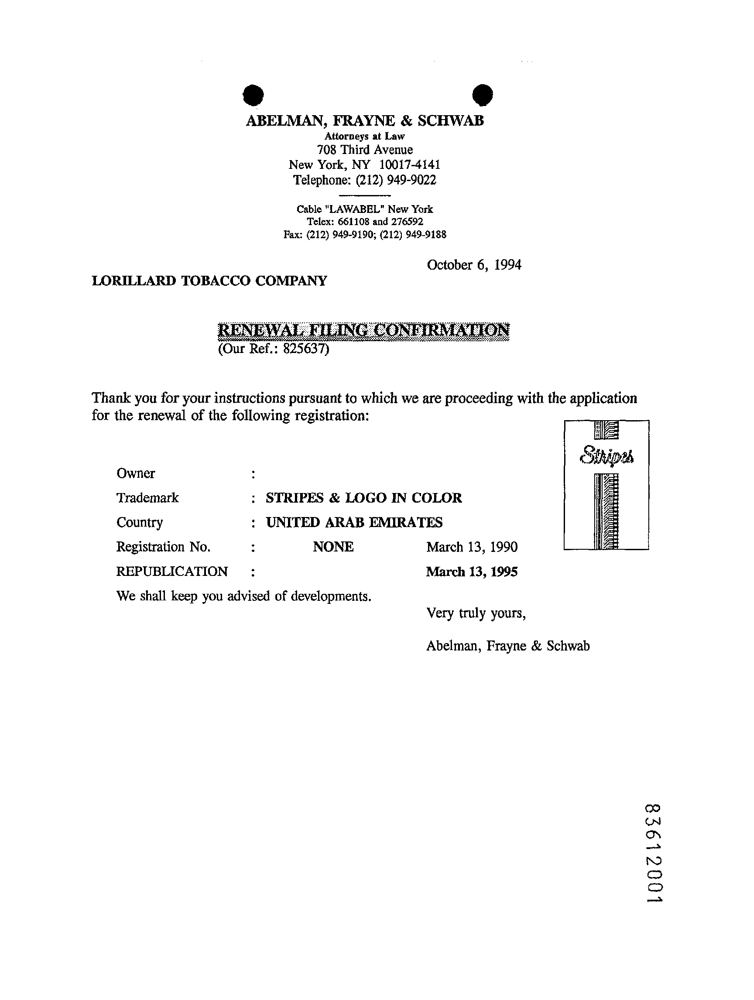 ABELMAN, FRAYNE & SCHWAB
Attorneys at Law
708 Third Avenue
New York, NY 10017-4141
Telephone: (212) 949-9022
Cable "LAWABEL" New York
Telex: 661108 and 276592
Fax: (212) 949-9190; (212) 949-9188
October 6, 1994
LORILLARD TOBACCO COMPANY
RENEWAL FILING CONFIRMATION
(Our Ref.: 825637)
Thank you for your instructions pursuant to which we are proceeding with the application
for the renewal of the following registration:
Stripes
Owner :
Trademark : STRIPES & LOGO IN COLOR
Country : UNITED ARAB EMIRATES
Registration No. : NONE March 13, 1990
REPUBLICATION : March 13, 1995
We shall keep you advised of developments.
Very truly yours,
Abelman, Frayne & Schwab
83612001